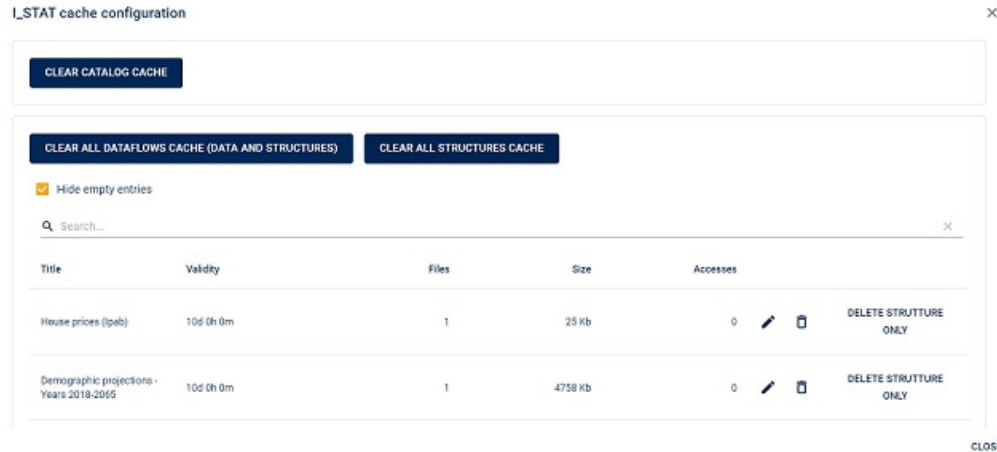 I_STAT cache configuration
CLEAR CATALOG CACHE
CLEAR ALL DATAFLOWS CACHE (DATA AND STRUCTURES) CLEAR ALL STRUCTURES CACHE
Hide empty entries
Search...
Title Validity Files Size Accesses
House prices (Ipab) 10d 0h 0m 1 25 Kb 0 DELETE STRUTTURE
ONLY
Demographic projections -
Years 2018-2065 10d 0h 0m 1 4758 Kb 0 DELETE STRUTTURE
ONLY
CLOS